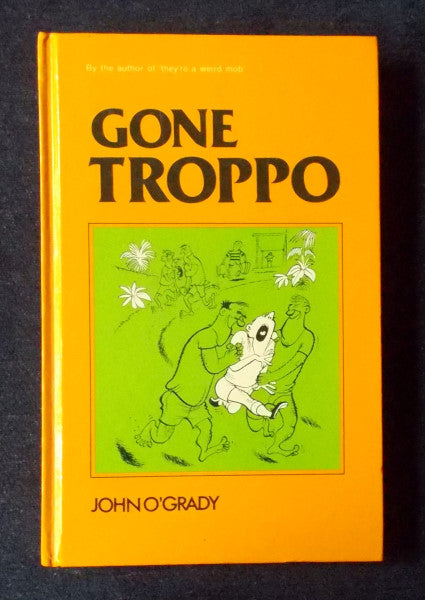 By the author of 'they're a weird mob'
GONE
TROPPO
JOHN O'GRADY